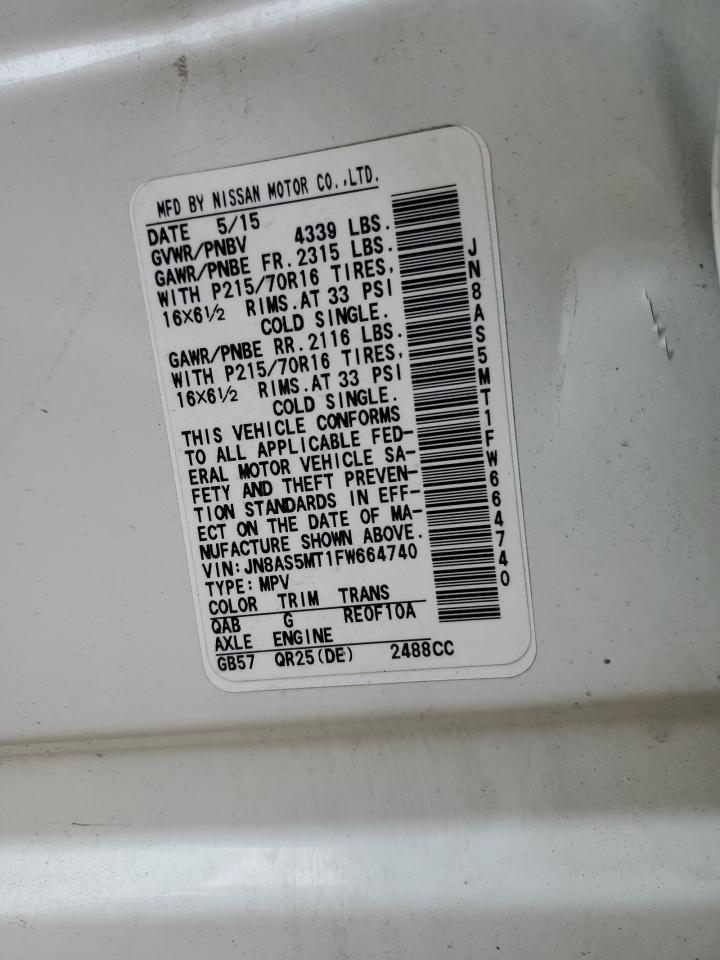 MFD BY NISSAN MOTOR CO.,LTD.
DATE 5/15
GVWR/PNBV 4339 LBS.
GAWR/PNBE FR.2315 LBS.
WITH P215/70R16 TIRES,
16X6½ RIMS.AT 33 PSI
COLD SINGLE.
GAWR/PNBE RR.2116 LBS.
WITH P215/70R16 TIRES,
16X6½ RIMS.AT 33 PSI
COLD SINGLE.
THIS VEHICLE CONFORMS
TO ALL APPLICABLE FED-
ERAL MOTOR VEHICLE SA-
FETY AND THEFT PREVEN-
TION STANDARDS IN EFF-
ECT ON THE DATE OF MA-
NUFACTURE SHOWN ABOVE.
VIN:JN8AS5MT1FW664740
TYPE:MPV
COLOR TRIM TRANS
QAB G RE0F10A
AXLE ENGINE
GB57 QR25(DE) 2488CC
JN8AS5MT1FW664740